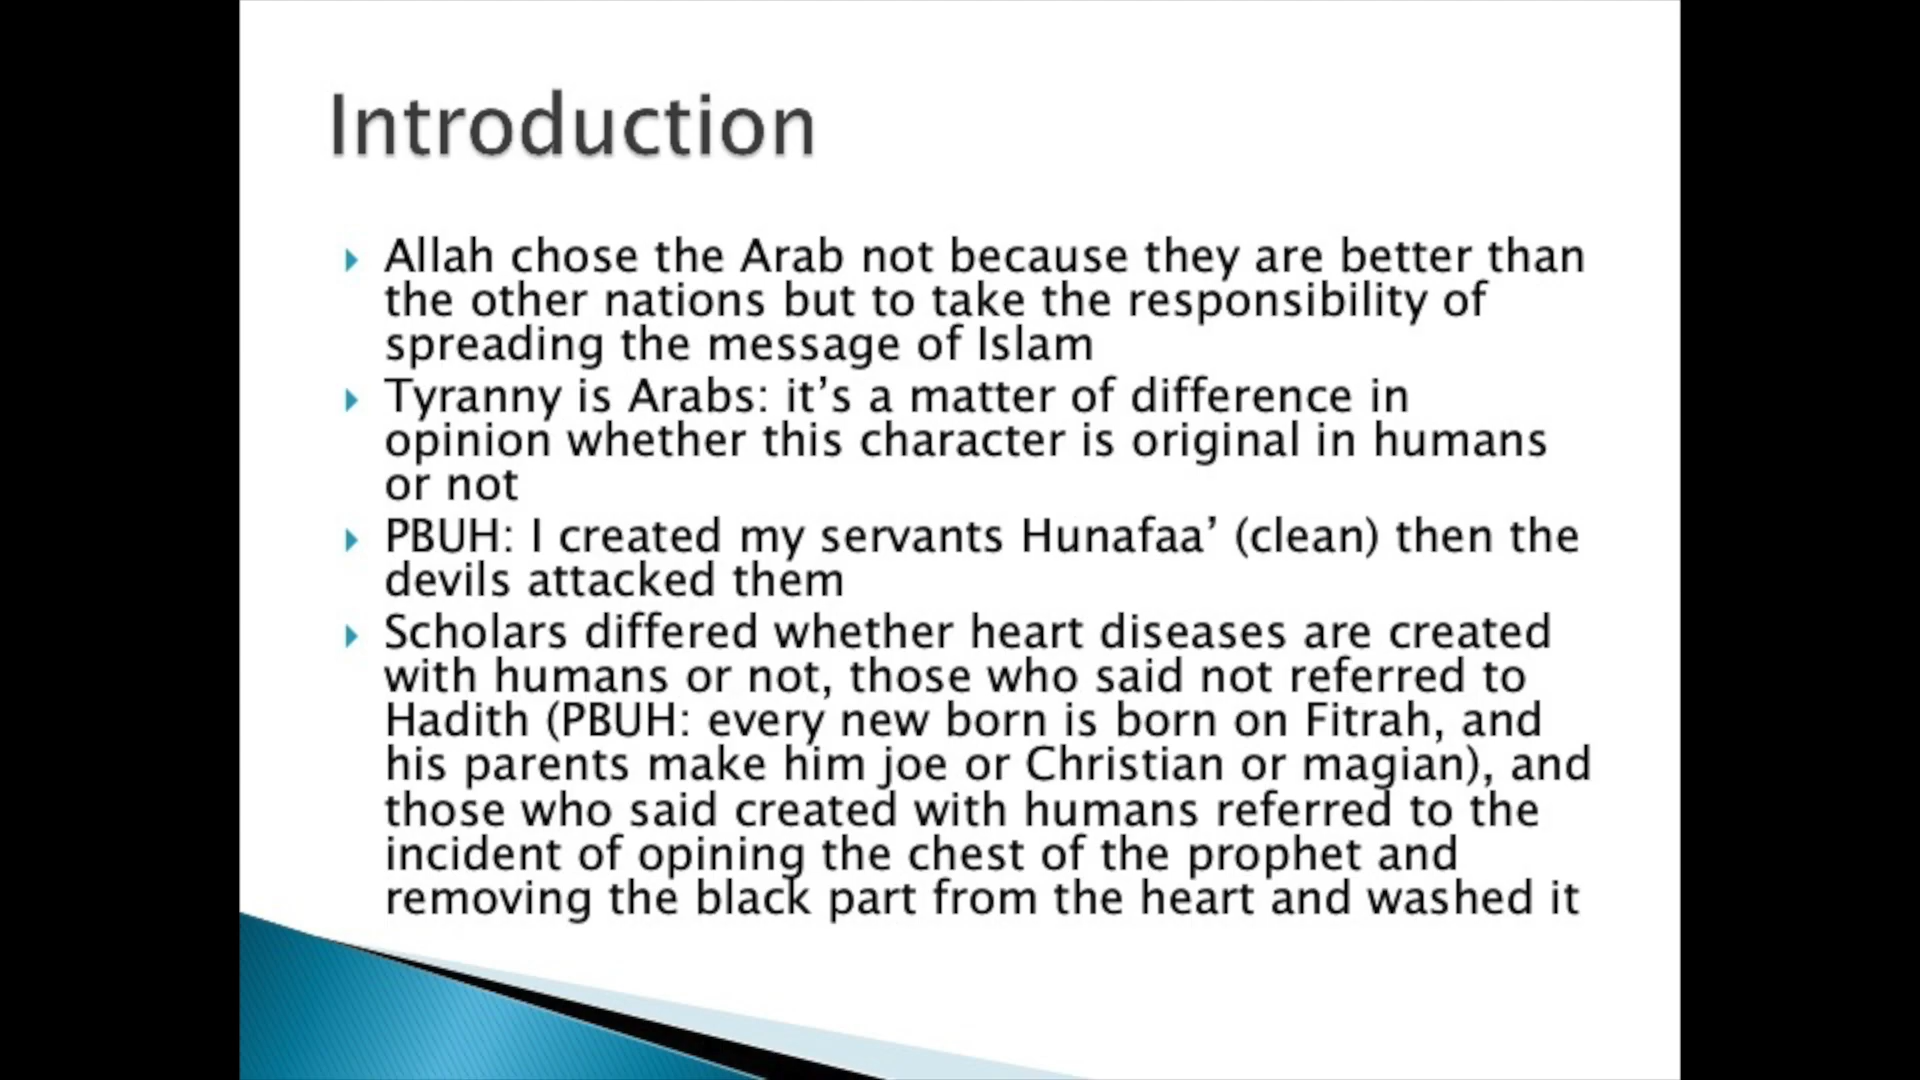 Introduction
Allah chose the Arab not because they are better than
the other nations but to take the responsibility of
spreading the message of Islam
Tyranny is Arabs: it’s a matter of difference in
opinion whether this character is original in humans
or not
PBUH: I created my servants Hunafaa’ (clean) then the
devils attacked them
Scholars differed whether heart diseases are created
with humans or not, those who said not referred to
Hadith (PBUH: every new born is born on Fitrah, and
his parents make him joe or Christian or magian), and
those who said created with humans referred to the
incident of opining the chest of the prophet and
removing the black part from the heart and washed it